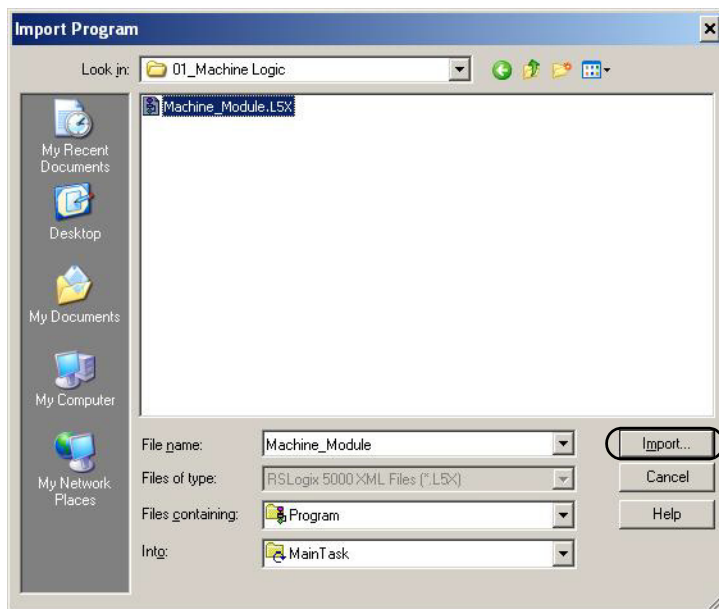 Import Program
Look in: 01_Machine Logic
Machine_Module.L5X
My Recent
Documents
Desktop
My Documents
My Computer
My Network
Places
File name: Machine_Module Import...
Files of type: RSLogix 5000 XML Files (*.L5X) Cancel
Files containing: Program Help
Into: MainTask